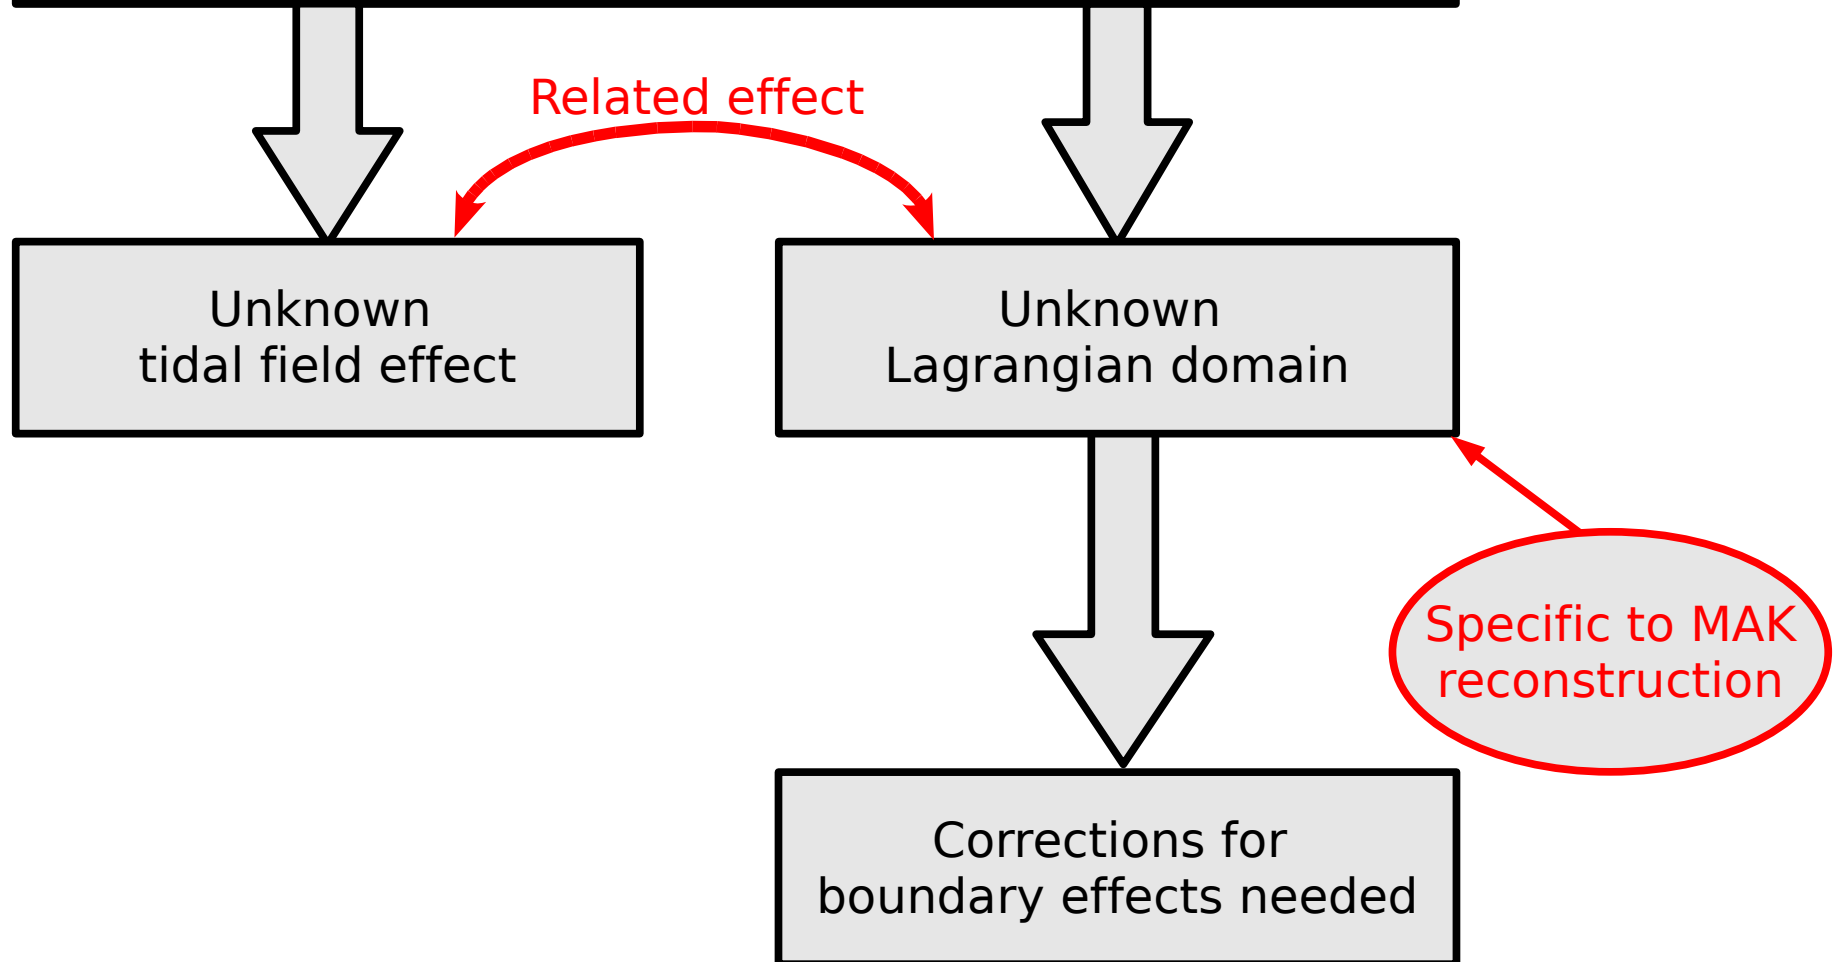 Related effect
Unknown
tidal field effect
Unknown
Lagrangian domain
Specific to MAK
reconstruction
Corrections for
boundary effects needed